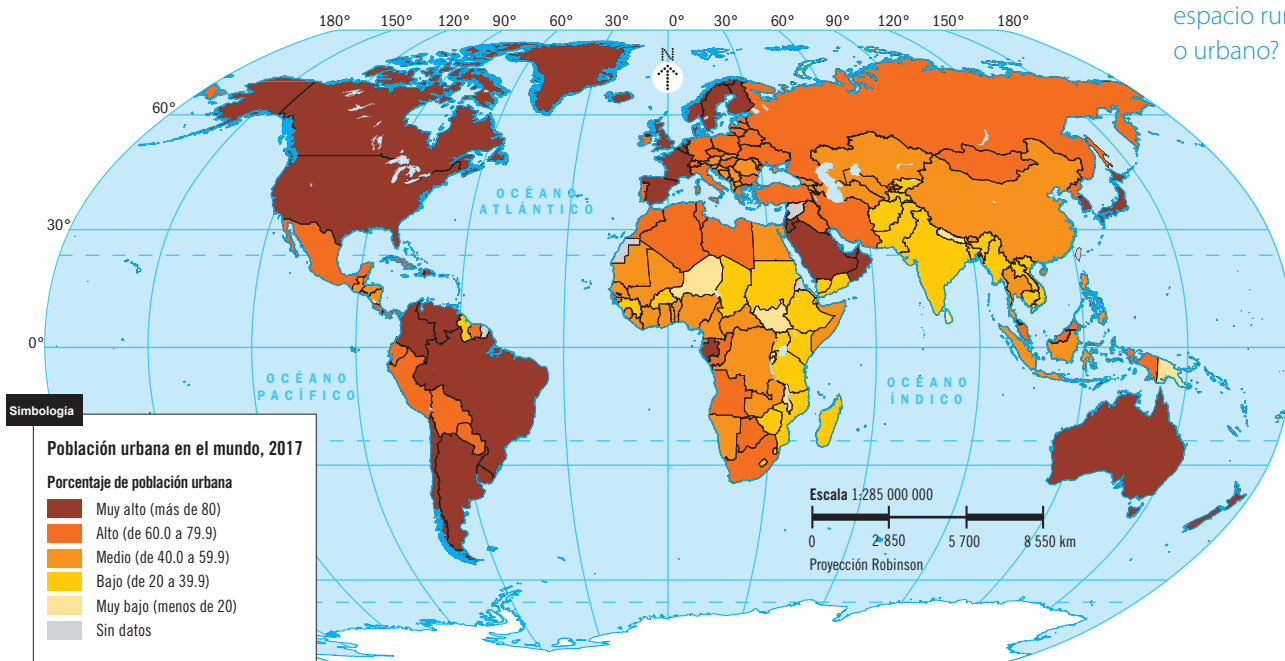 espacio rur
o urbano?
180° 150° 120° 90° 60° 30° 0° 30° 60° 90° 120° 150° 180°
N
60°
OCÉANO
ATLÁNTICO
30°
0°
OCÉANO
PACÍFICO
OCÉANO
ÍNDICO
Simbología
Población urbana en el mundo, 2017
Porcentaje de población urbana
Muy alto (más de 80)
Alto (de 60.0 a 79.9)
Medio (de 40.0 a 59.9)
Bajo (de 20 a 39.9)
Muy bajo (menos de 20)
Sin datos
Escala 1:285 000 000
0 2 850 5 700 8 550 km
Proyección Robinson